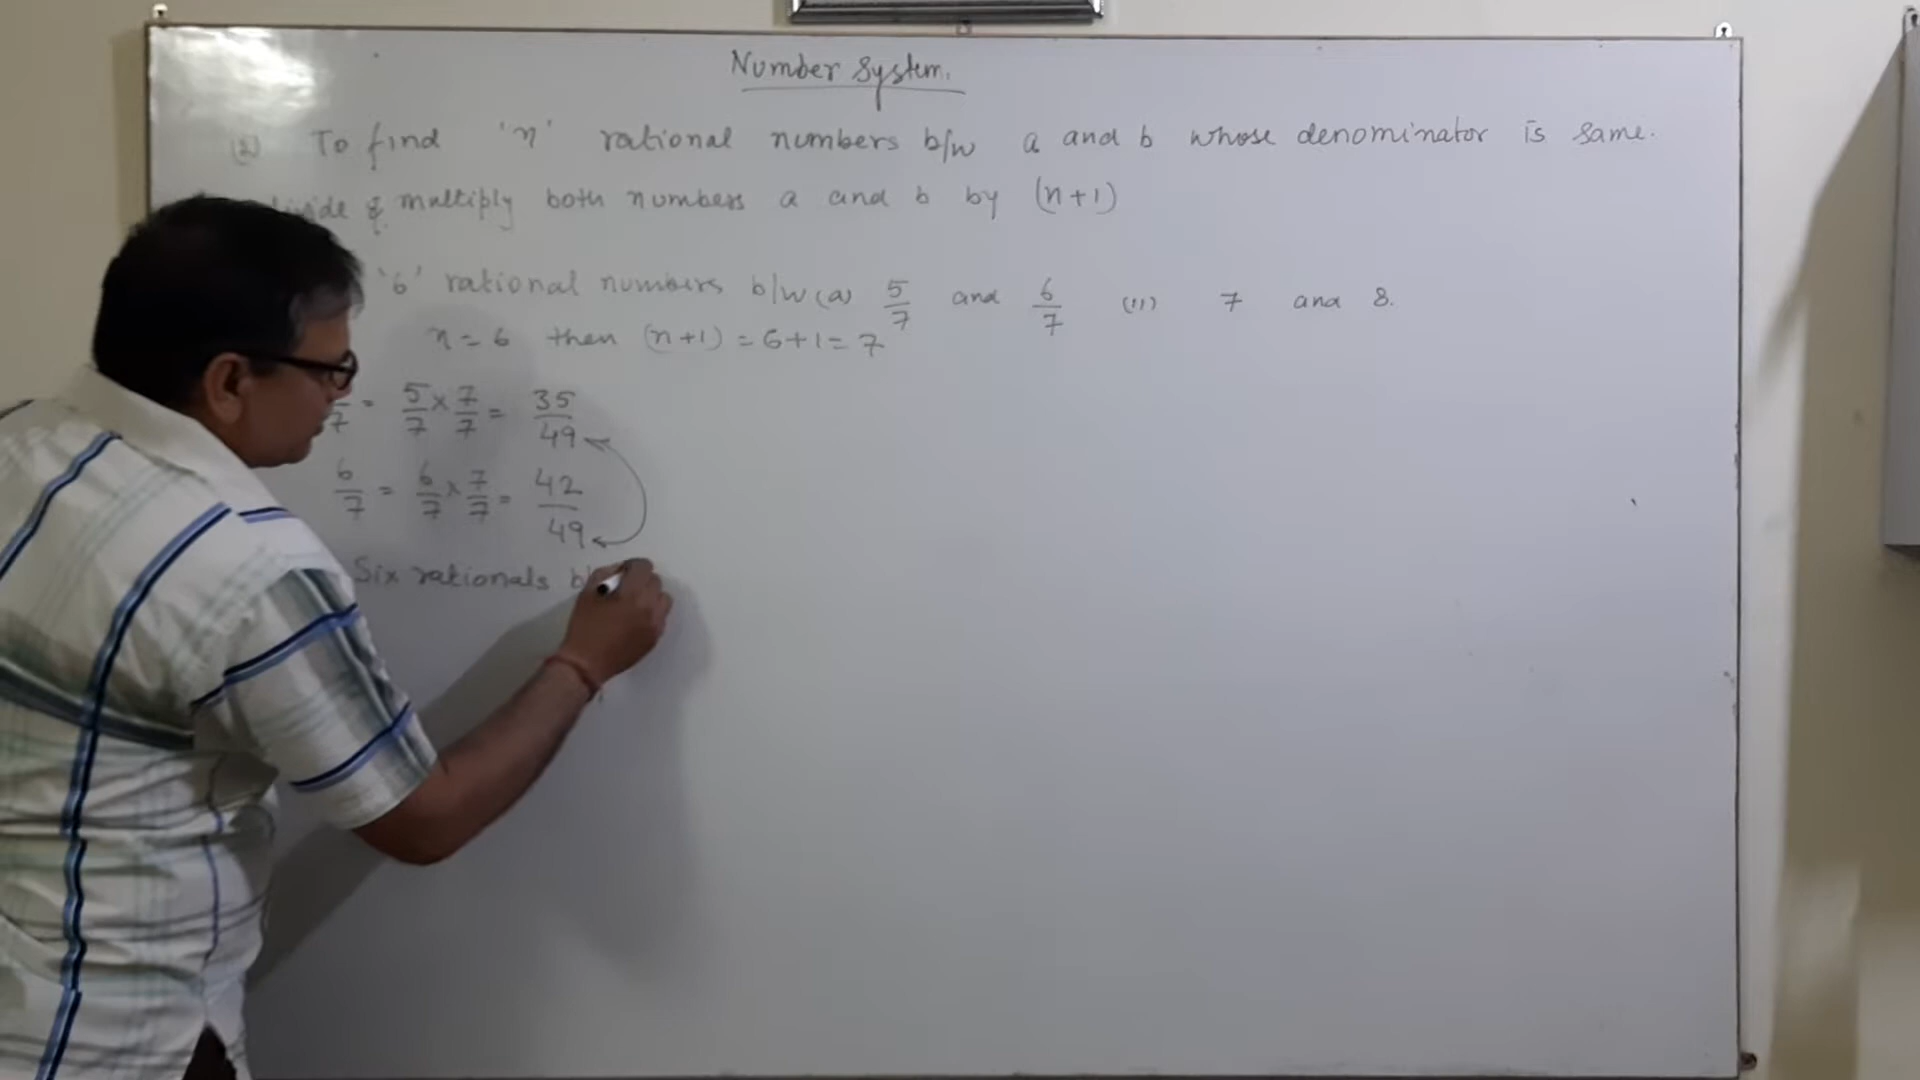 Number System.
(2) To find 'n' rational numbers b/w a and b whose denominator is same.
& multiply both numbers a and b by (n+1)
'6' rational numbers b/w (a) 5/7 and 6/7 (ii) 7 and 8.
n = 6 then (n+1) = 6+1 = 7
7 = 5/7 × 7/7 = 35/49
6/7 = 6/7 × 7/7 = 42/49
Six rationals